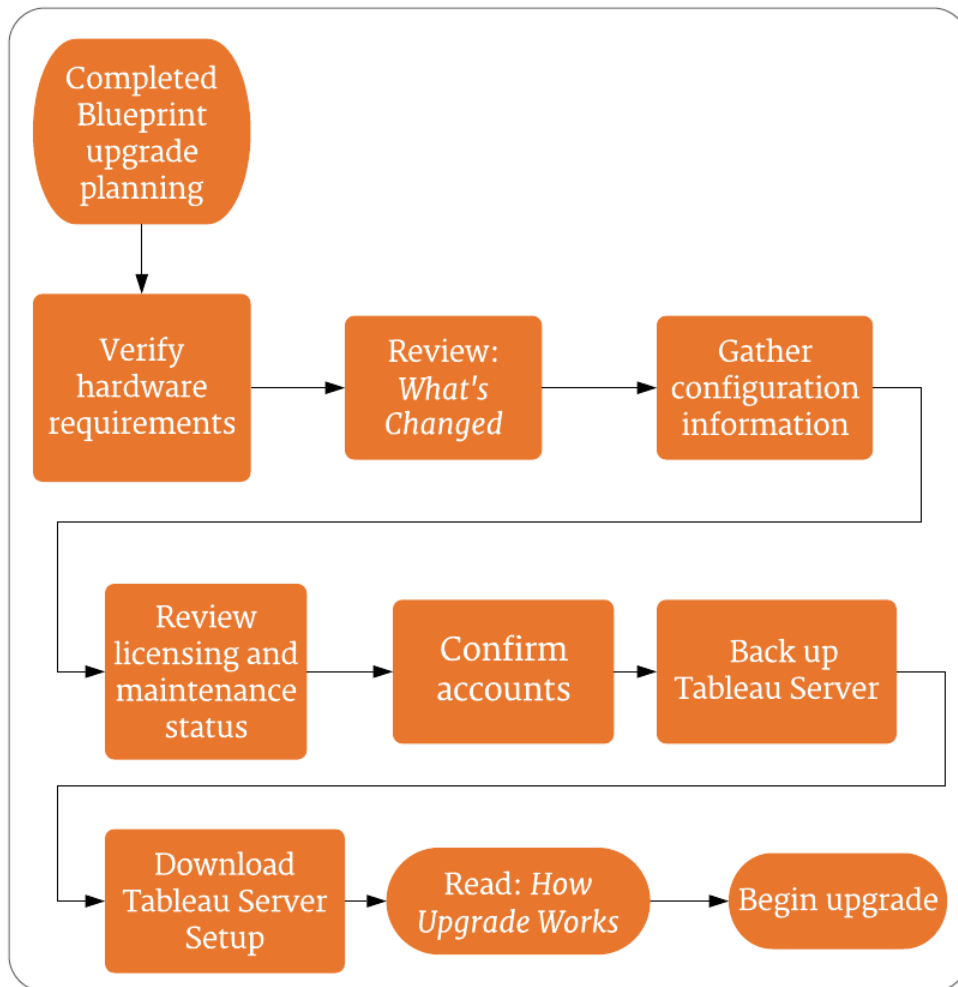 Completed
Blueprint
upgrade
planning
Verify
hardware
requirements
Review:
What's
Changed
Gather
configuration
information
Review
licensing and
maintenance
status
Confirm
accounts
Back up
Tableau Server
Download
Tableau Server
Setup
Read: How
Upgrade Works
Begin upgrade